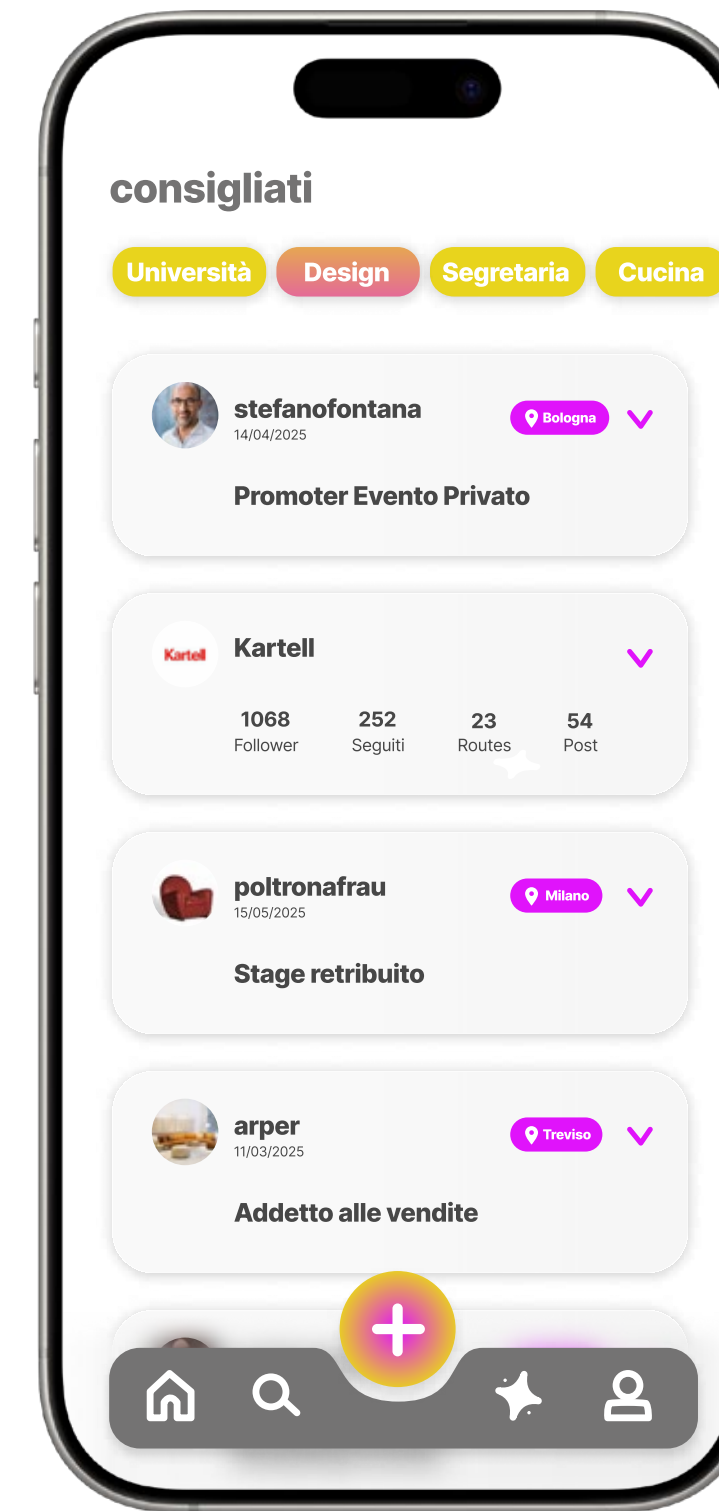 consigliati
Università Design Segretaria Cucina
stefanofontana
14/04/2025
Bologna
Promoter Evento Privato
Kartell
Kartell
1068 252 23 54
Follower Seguiti Routes Post
poltronafrau
15/05/2025
Milano
Stage retribuito
arper
11/03/2025
Treviso
Addetto alle vendite